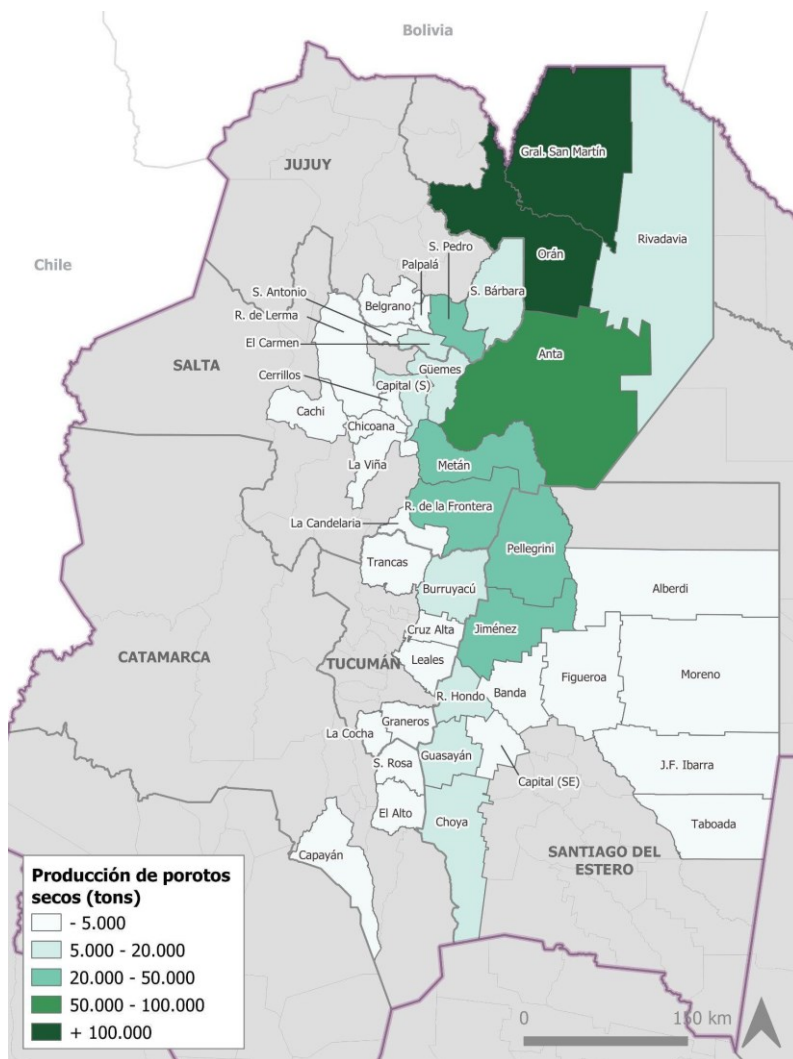 Bolivia
Gral. San Martín
JUJUY
Rivadavia
S. Pedro
Orán
Chile
Palpalá
S. Bárbara
S. Antonio
Belgrano
R. de Lerma
El Carmen
Anta
SALTA
Güemes
Cerrillos
Capital (S)
Cachi
Chicoana
La Viña
Metán
R. de la Frontera
La Candelaria
Pellegrini
Trancas
Burruyacú
Alberdi
Cruz Alta
Jiménez
CATAMARCA
TUCUMÁN
Leales
Figueroa
Moreno
R. Hondo
Banda
Graneros
La Cocha
Guasayán
S. Rosa
J.F. Ibarra
Capital (SE)
El Alto
Choya
Taboada
Capayán
SANTIAGO DEL
ESTERO
Producción de porotos
secos (tons)
- 5.000
5.000 - 20.000
20.000 - 50.000
50.000 - 100.000
+ 100.000
0
150 km